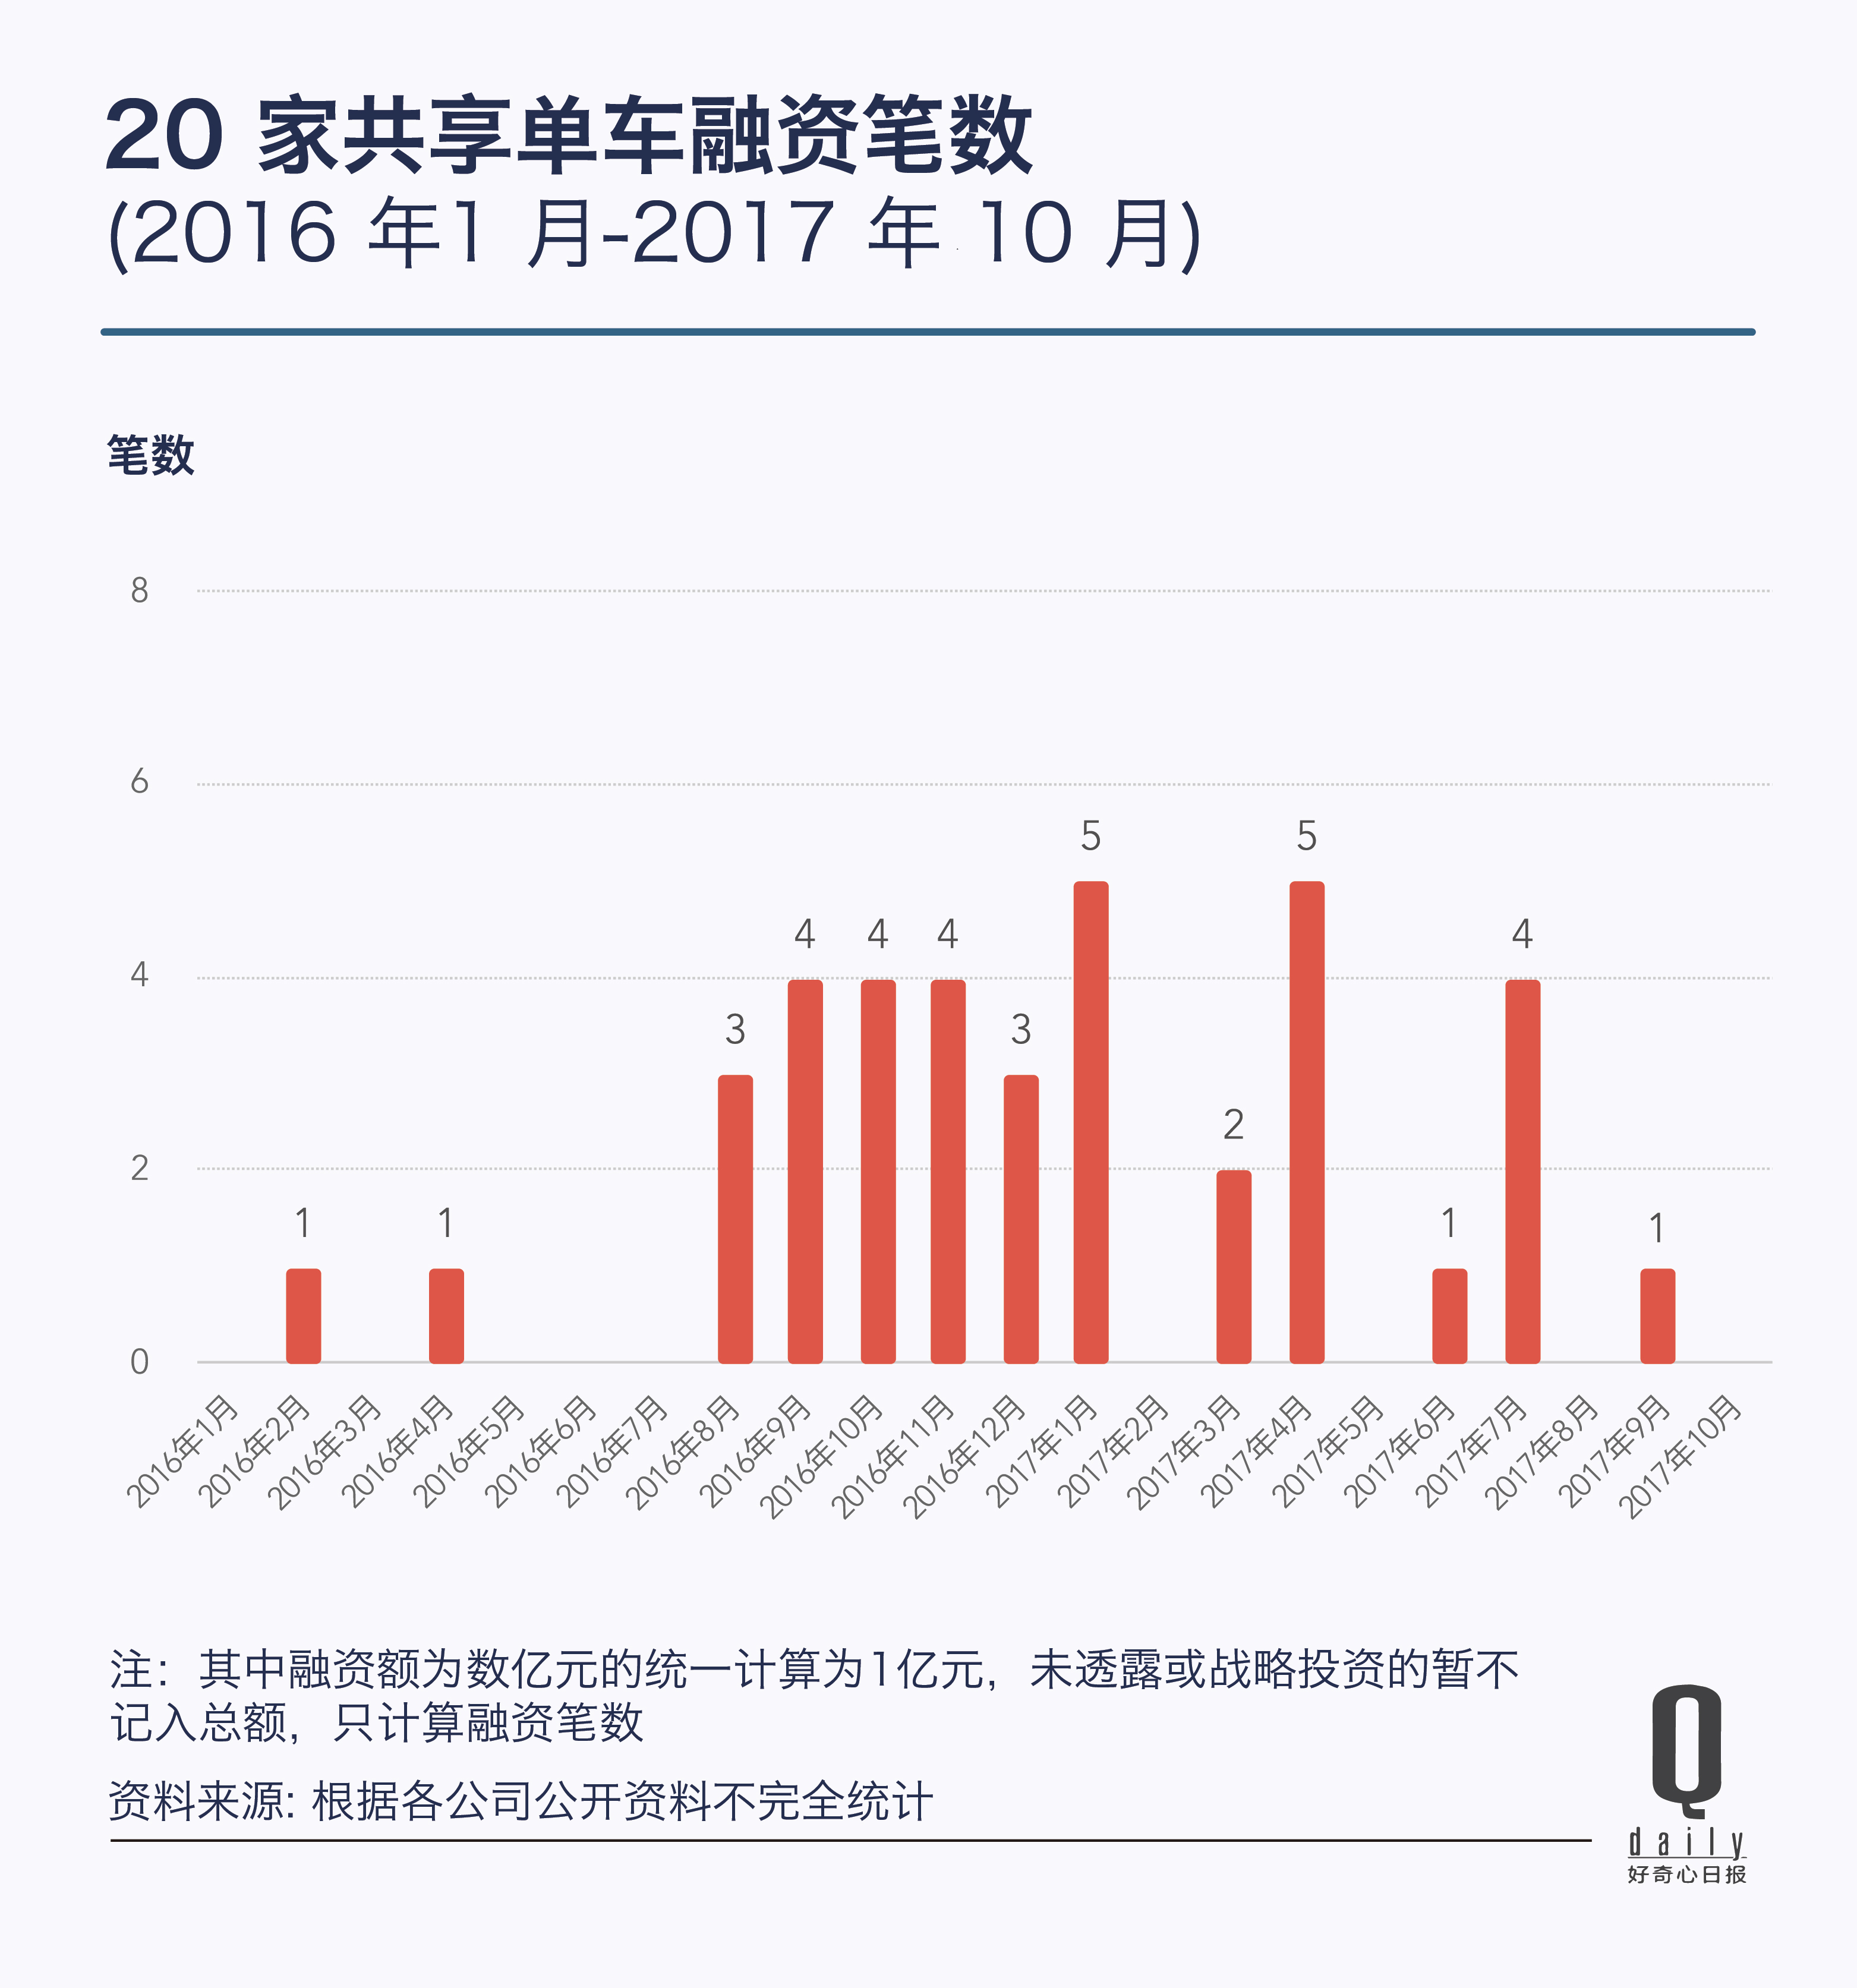 20 家共享单车融资笔数
(2016 年1 月-2017 年 10 月)
笔数
8
6
4
2
0
1
1
3
4
4
4
3
5
2
5
1
4
1
2016年1月
2016年2月
2016年3月
2016年4月
2016年5月
2016年6月
2016年7月
2016年8月
2016年9月
2016年10月
2016年11月
2016年12月
2017年1月
2017年2月
2017年3月
2017年4月
2017年5月
2017年6月
2017年7月
2017年8月
2017年9月
2017年10月
注：其中融资额为数亿元的统一计算为1亿元，未透露或战略投资的暂不
记入总额，只计算融资笔数
资料来源: 根据各公司公开资料不完全统计
Q
daily
好奇心日报